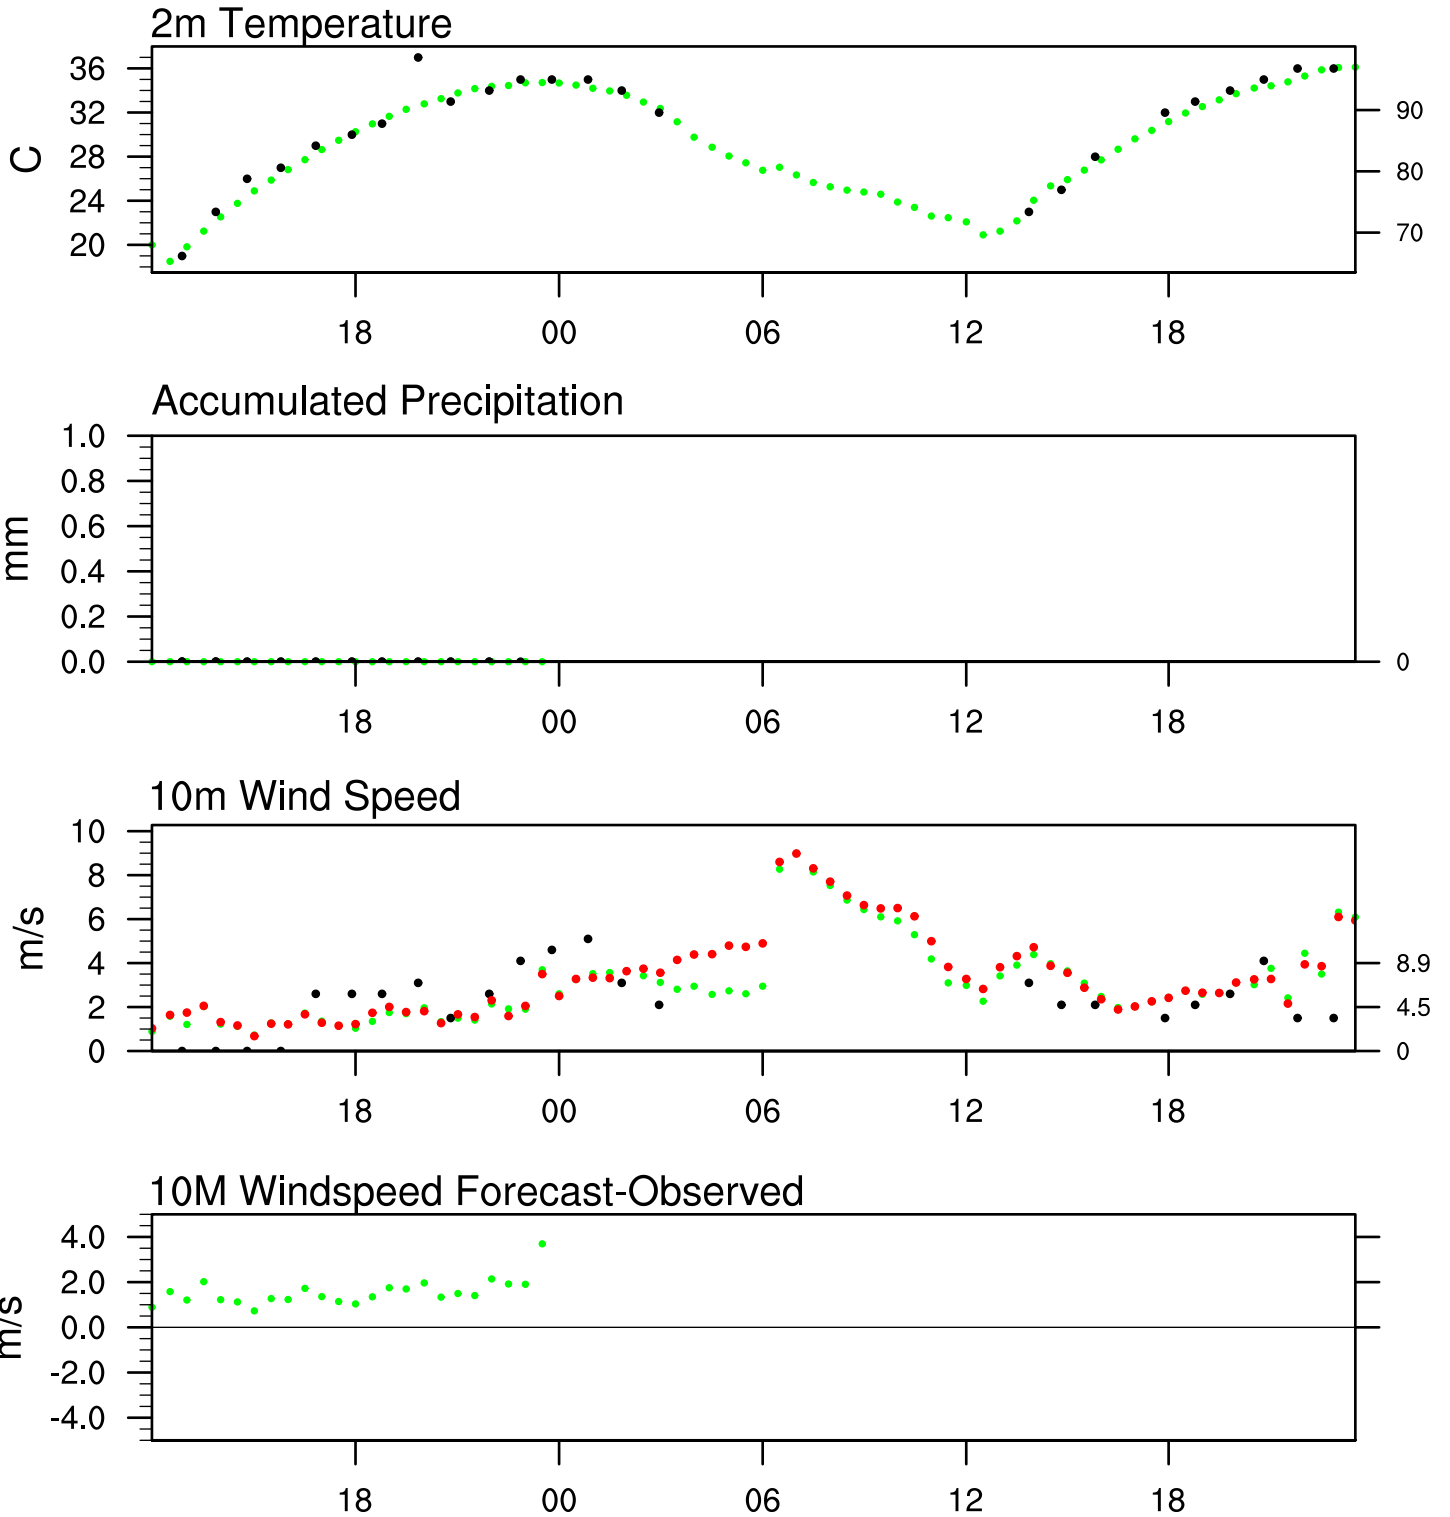 2m Temperature
36
32
28
24
20
C
90
80
70
18 00 06 12 18
Accumulated Precipitation
1.0
0.8
0.6
0.4
0.2
0.0
mm
0
18 00 06 12 18
10m Wind Speed
10
8
6
4
2
0
m/s
8.9
4.5
0
18 00 06 12 18
10M Windspeed Forecast-Observed
4.0
2.0
0.0
-2.0
-4.0
m/s
18 00 06 12 18